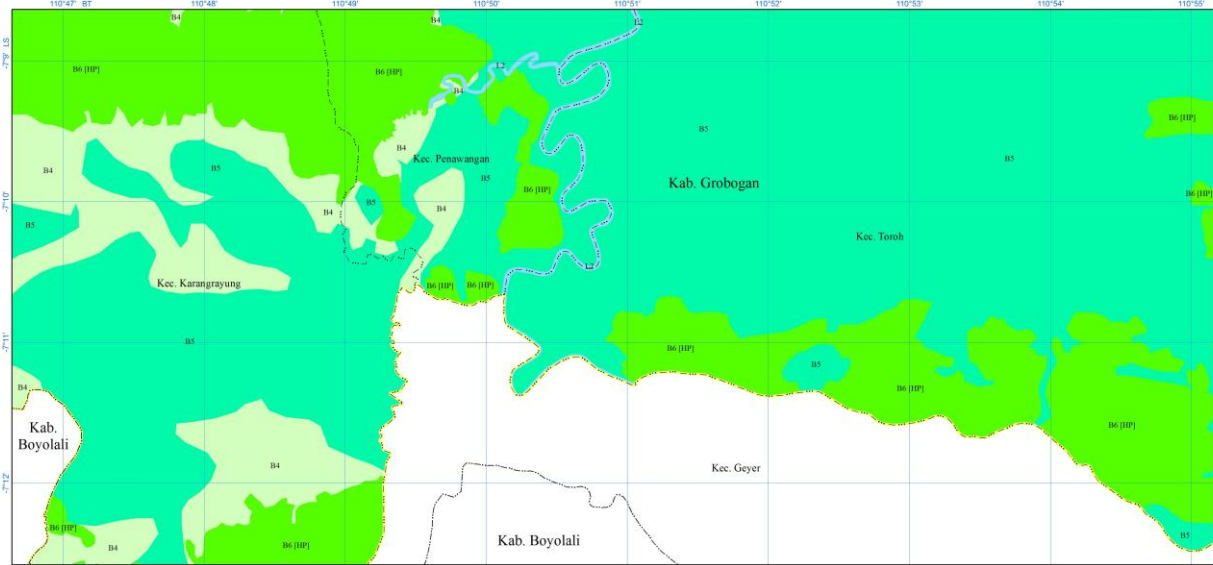 110°47' BT
110°48'
110°49'
110°50'
110°51'
110°52'
110°53'
110°54'
110°55'
B4
B4
L2
-7°9' LS
B6 [HP]
B6 [HP]
L2
B4
B6 [HP]
B5
B4
B5
Kec. Penawangan
B4
B5
B5
Kab. Grobogan
B6 [HP]
B6 [HP]
-7°10'
B5
B4
B4
B5
Kec. Toroh
L2
Kec. Karangrayung
B6 [HP]
B6 [HP]
-7°11'
B5
B6 [HP]
B5
B4
B6 [HP]
Kab.
Boyolali
B6 [HP]
B4
Kec. Geyer
-7°12'
B6 [HP]
B5
Kab. Boyolali
B4
B6 [HP]